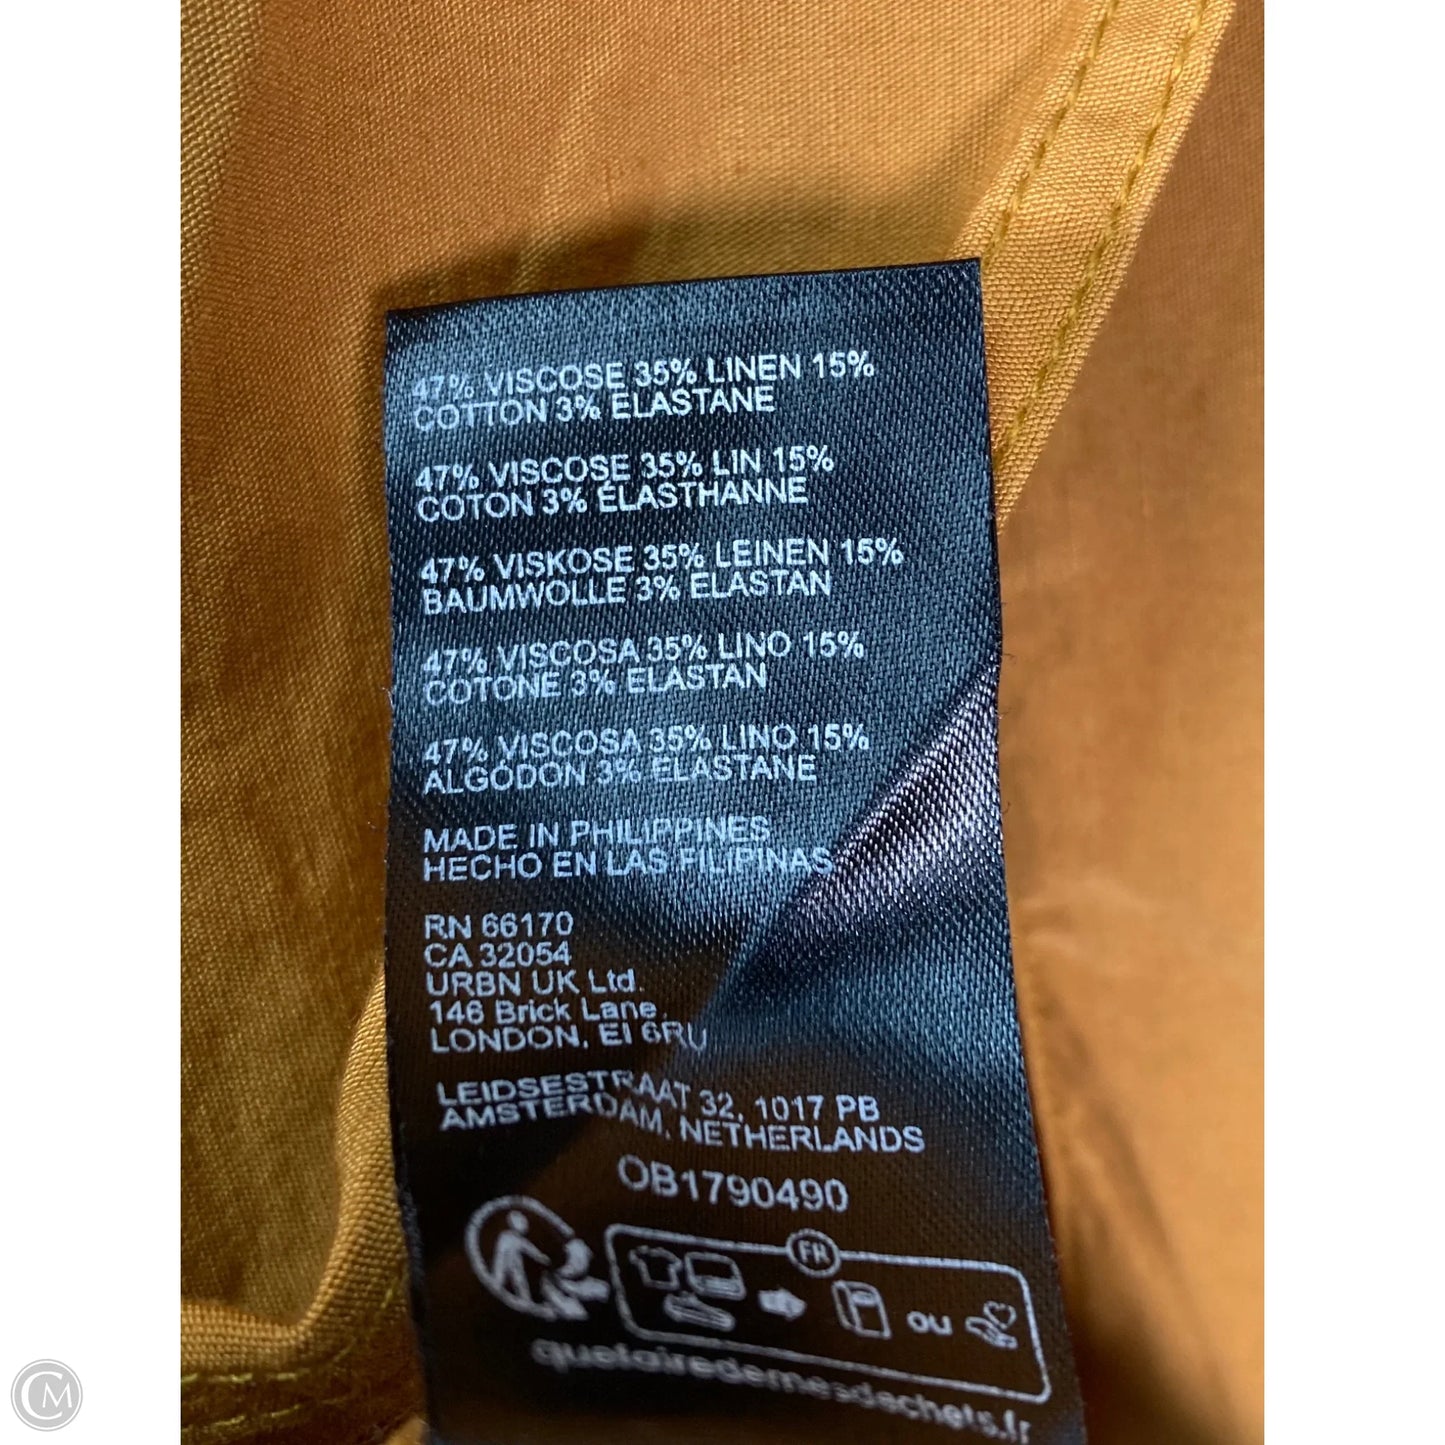 47% VISCOSE 35% LINEN 15%
COTTON 3% ELASTANE
47% VISCOSE 35% LIN 15%
COTON 3% ÉLASTHANNE
47% VISKOSE 35% LEINEN 15%
BAUMWOLLE 3% ELASTAN
47% VISCOSA 35% LINO 15%
COTONE 3% ELASTAN
47% VISCOSA 35% LINO 15%
ALGODON 3% ELASTANE
MADE IN PHILIPPINES
HECHO EN LAS FILIPINAS
RN 66170
CA 32054
URBN UK Ltd.
146 Brick Lane,
LONDON, EI 6RU
LEIDSESTRAAT 32, 1017 PB
AMSTERDAM, NETHERLANDS
OB1790490
FR
ou
quefairedemesdechets.fr
CM